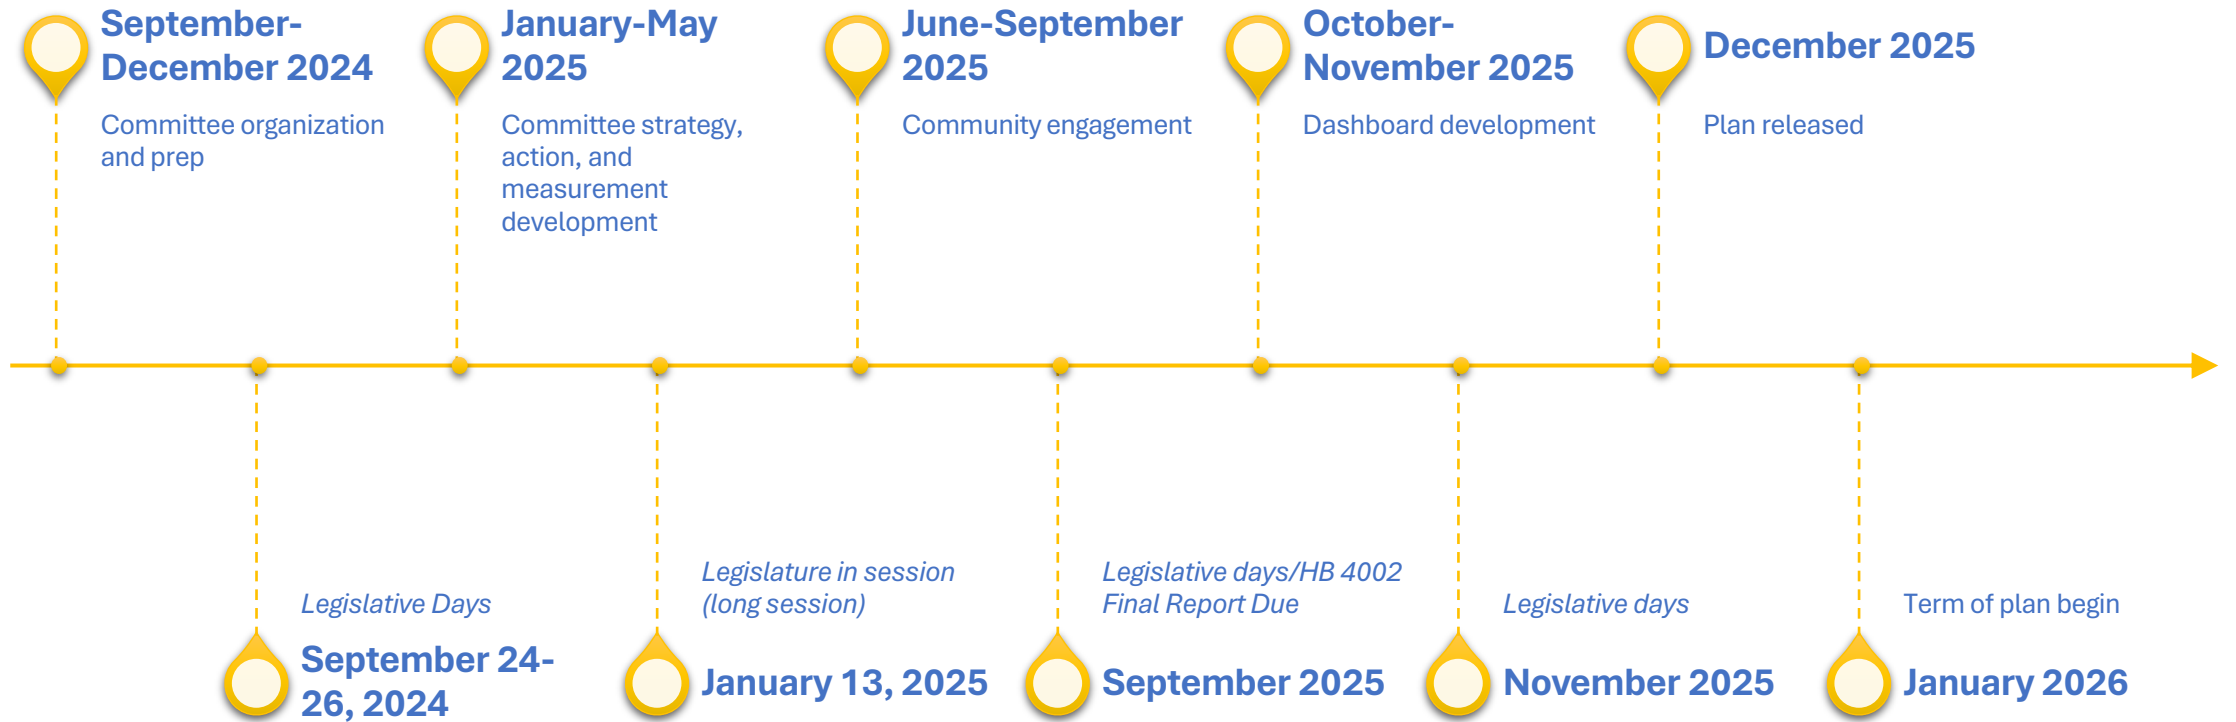 September-
December 2024
Committee organization
and prep
January-May
2025
Committee strategy,
action, and
measurement
development
June-September
2025
Community engagement
October-
November 2025
Dashboard development
December 2025
Plan released
Legislative Days
September 24-
26, 2024
Legislature in session
(long session)
January 13, 2025
Legislative days/HB 4002
Final Report Due
September 2025
Legislative days
November 2025
Term of plan begin
January 2026